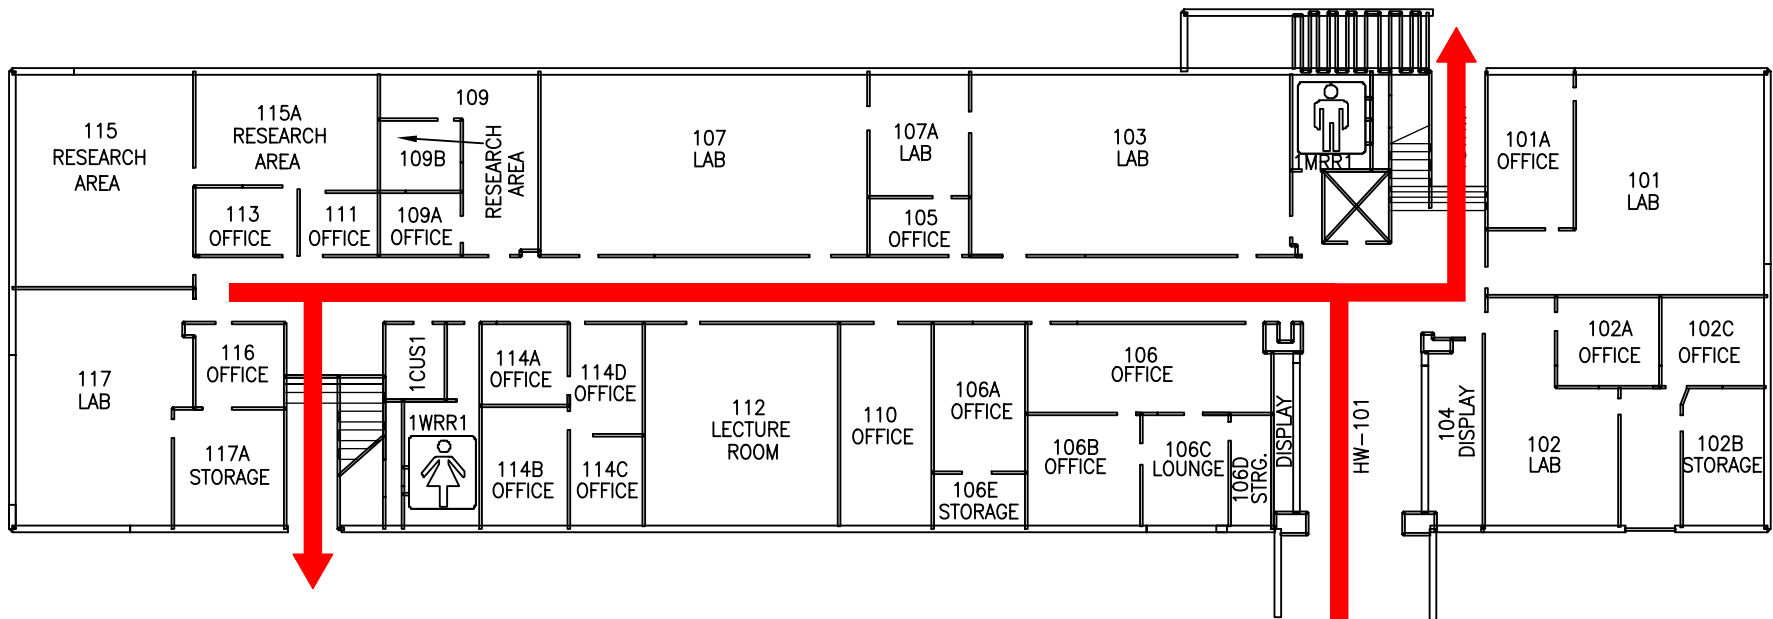 115
RESEARCH
AREA
115A
RESEARCH
AREA
109
109B
RESEARCH
AREA
113
OFFICE
111
OFFICE
109A
OFFICE
107
LAB
107A
LAB
105
OFFICE
103
LAB
1MRR1
101A
OFFICE
101
LAB
117
LAB
116
OFFICE
117A
STORAGE
1CUS1
1WRR1
114A
OFFICE
114D
OFFICE
114B
OFFICE
114C
OFFICE
112
LECTURE
ROOM
110
OFFICE
106A
OFFICE
106E
STORAGE
106
OFFICE
106B
OFFICE
106C
LOUNGE
106D
STRG.
DISPLAY
HW-101
104
DISPLAY
102
LAB
102A
OFFICE
102C
OFFICE
102B
STORAGE